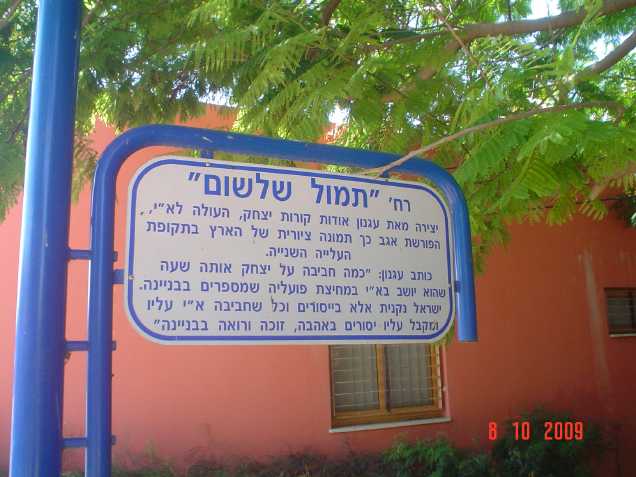 רח' "תמול שלשום"
יצירה מאת עגנון אודות קורות יצחק, העולה לא"י,
הפורשת אגב כך תמונה ציורית של הארץ בתקופת
העלייה השנייה.
כותב עגנון: "כמה חביבה על יצחק אותה שעה
שהוא יושב בא"י במחיצת פועליה שמספרים בבניינה.
ישראל נקנית אלא בייסורים וכל שחביבה א"י עליו
ומקבל עליו יסורים באהבה, זוכה ורואה בבניינה"
8 10 2009